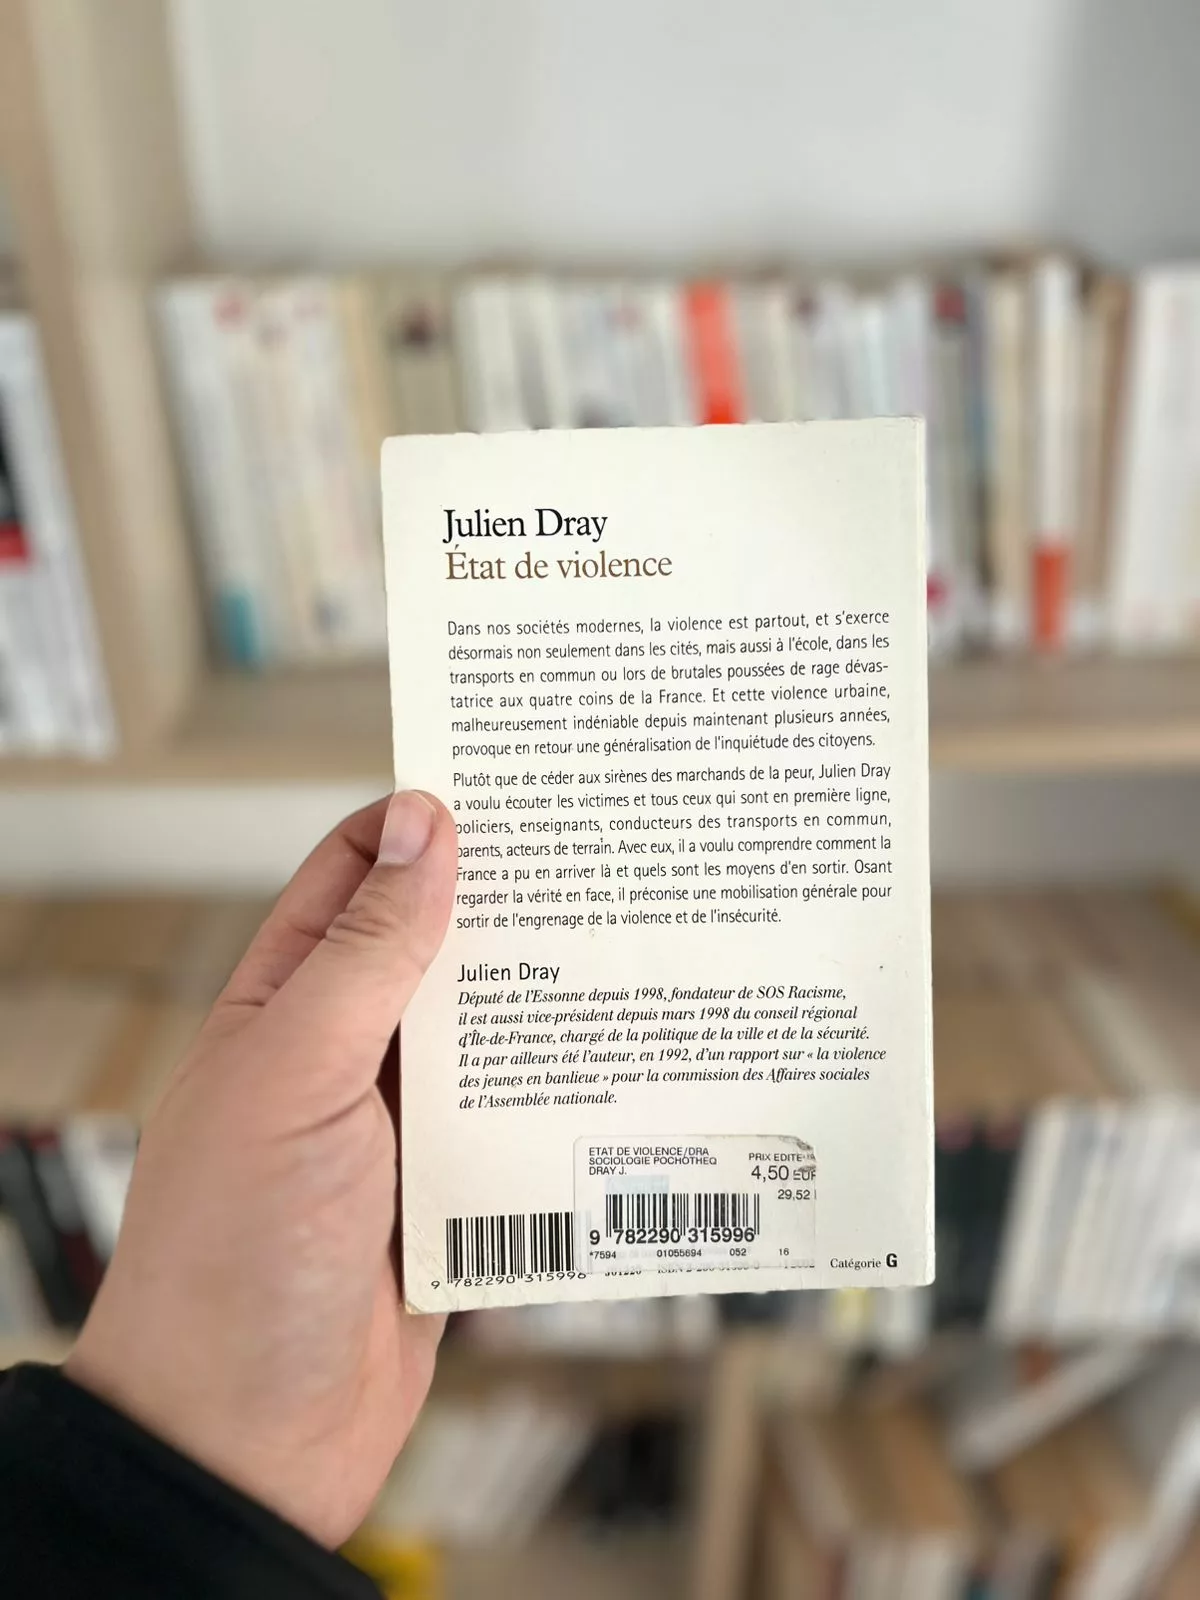 Julien Dray
État de violence
Dans nos sociétés modernes, la violence est partout, et s'exerce
désormais non seulement dans les cités, mais aussi à l'école, dans les
transports en commun ou lors de brutales poussées de rage dévas-
tatrice aux quatre coins de la France. Et cette violence urbaine,
malheureusement indéniable depuis maintenant plusieurs années,
provoque en retour une généralisation de l'inquiétude des citoyens.
Plutôt que de céder aux sirènes des marchands de la peur, Julien Dray
a voulu écouter les victimes et tous ceux qui sont en première ligne,
policiers, enseignants, conducteurs des transports en commun,
parents, acteurs de terrain. Avec eux, il a voulu comprendre comment la
France a pu en arriver là et quels sont les moyens d'en sortir. Osant
regarder la vérité en face, il préconise une mobilisation générale pour
sortir de l'engrenage de la violence et de l'insécurité.
Julien Dray
Député de l'Essonne depuis 1998, fondateur de SOS Racisme,
il est aussi vice-président depuis mars 1998 du conseil régional
d'Île-de-France, chargé de la politique de la ville et de la sécurité.
Il a par ailleurs été l'auteur, en 1992, d'un rapport sur « la violence
des jeunes en banlieue » pour la commission des Affaires sociales
de l'Assemblée nationale.
ETAT DE VIOLENCE/DRA
SOCIOLOGIE POCHOTHEQ
DRAY J.
PRIX EDITE
4,50 EUR
29,52
9 782290 315996
*7594 01055694 052 16
9 782290 315996
Catégorie G